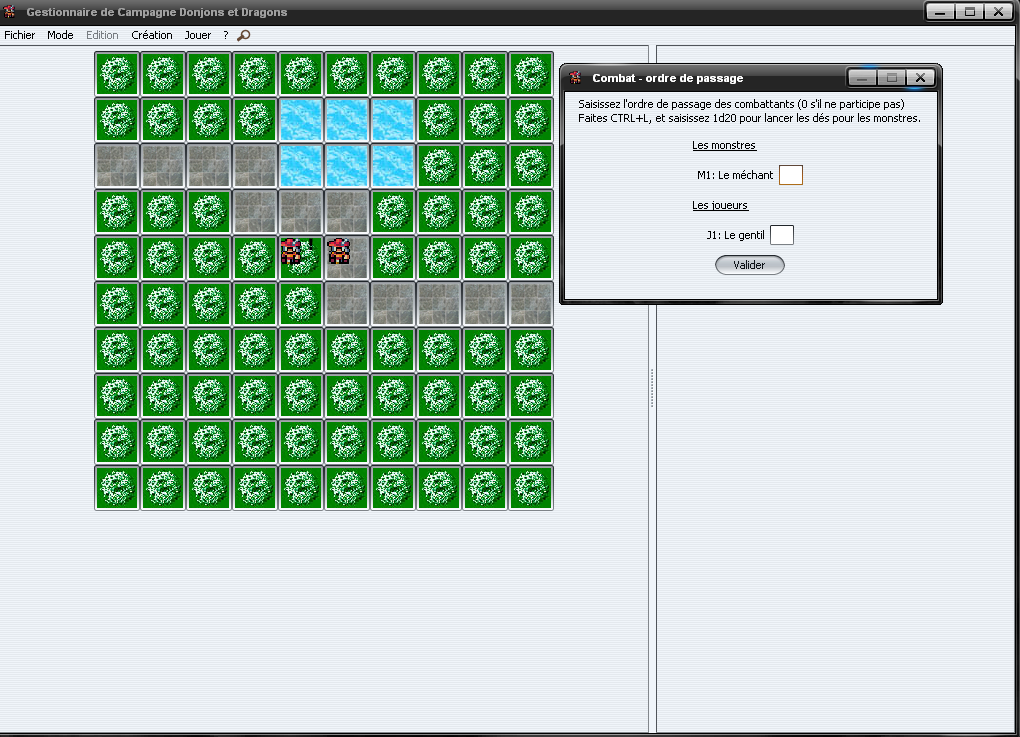 Gestionnaire de Campagne Donjons et Dragons
Fichier Mode Edition Création Jouer ?
Combat - ordre de passage
Saisissez l'ordre de passage des combattants (0 s'il ne participe pas)
Faites CTRL+L, et saisissez 1d20 pour lancer les dés pour les monstres.
Les monstres
M1: Le méchant
Les joueurs
J1: Le gentil
Valider